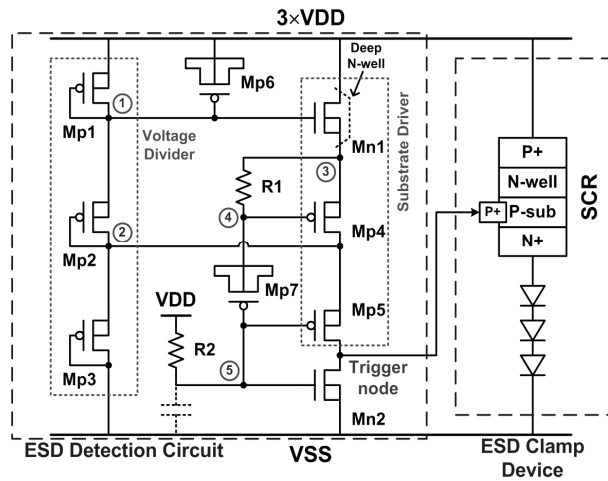 3×VDD
Deep
N-well
Mp6
Mp1
1
Voltage
Divider
Mn1
Substrate Driver
3
R1
P+
N-well
P+
P-sub
N+
SCR
4
2
Mp4
Mp2
Mp7
VDD
Mp5
R2
Mp3
Trigger
node
5
Mn2
ESD Detection Circuit
VSS
ESD Clamp
Device